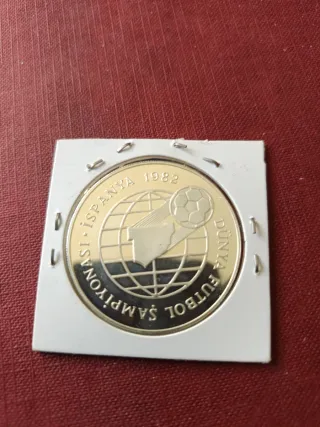 DÜNYA FUTBOL ŞAMPİYONASI · İSPANYA 1982